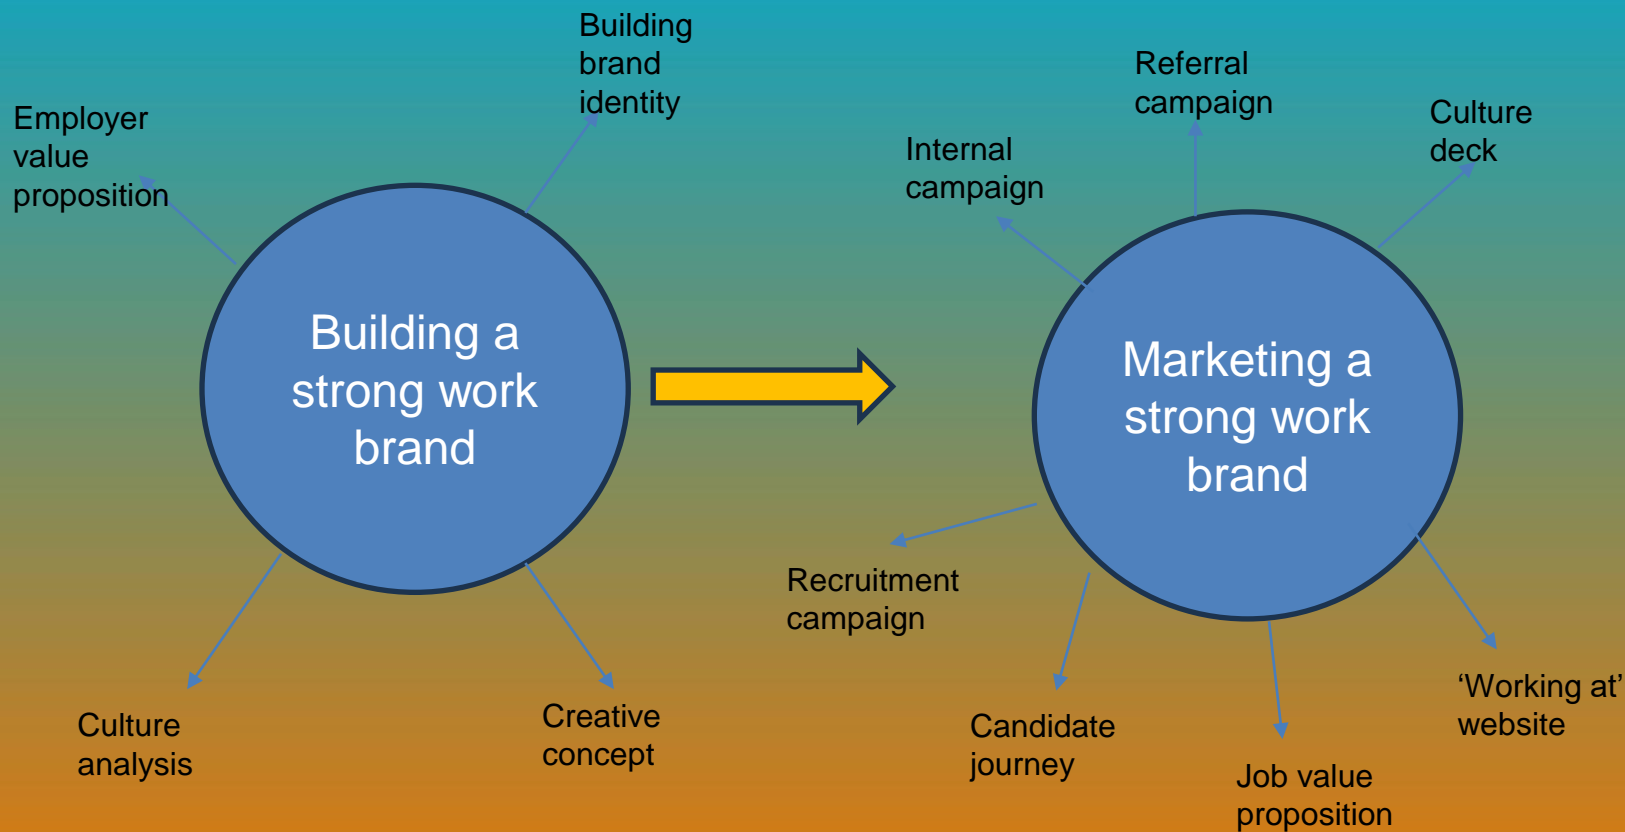 Building
brand
identity
Employer
value
proposition
Building a
strong work
brand
Culture
analysis
Creative
concept
Referral
campaign
Culture
deck
Internal
campaign
Marketing a
strong work
brand
Recruitment
campaign
Candidate
journey
Job value
proposition
‘Working at’
website